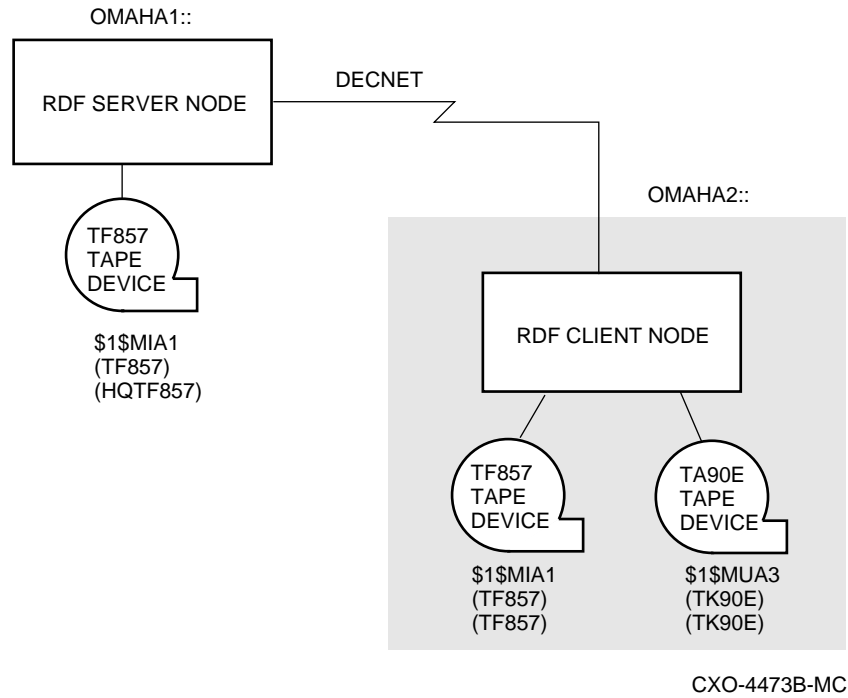 OMAHA1::
RDF SERVER NODE
DECNET
TF857
TAPE
DEVICE
$1$MIA1
(TF857)
(HQTF857)
OMAHA2::
RDF CLIENT NODE
TF857
TAPE
DEVICE
$1$MIA1
(TF857)
(TF857)
TA90E
TAPE
DEVICE
$1$MUA3
(TK90E)
(TK90E)
CXO-4473B-MC